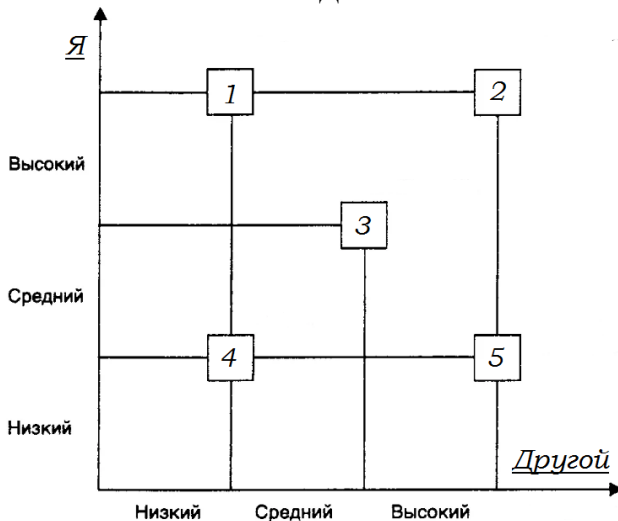 Я
1 2
Высокий
3
Средний
4 5
Низкий
Другой
Низкий Средний Высокий